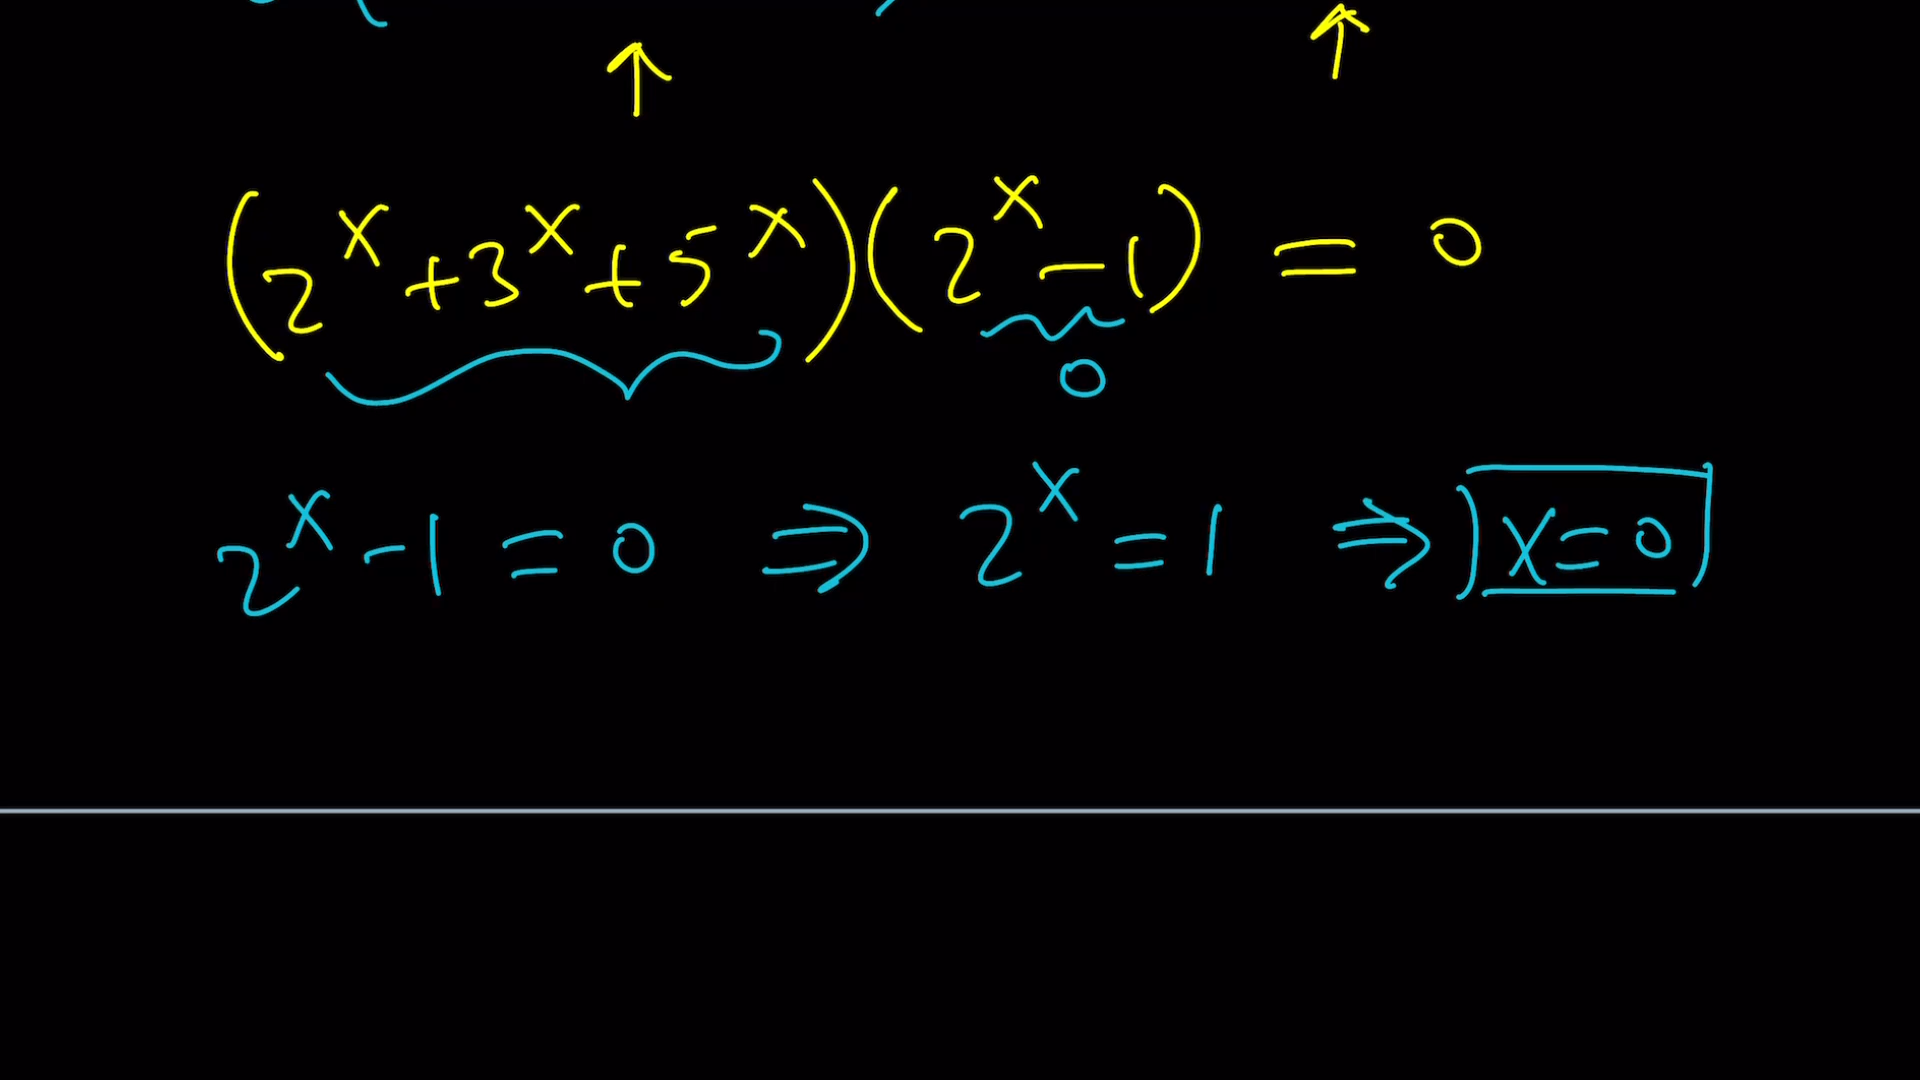 (2^x + 3^x + 5^x)(2^x - 1) = 0
0
2^x - 1 = 0 ⇒ 2^x = 1 ⇒ x = 0